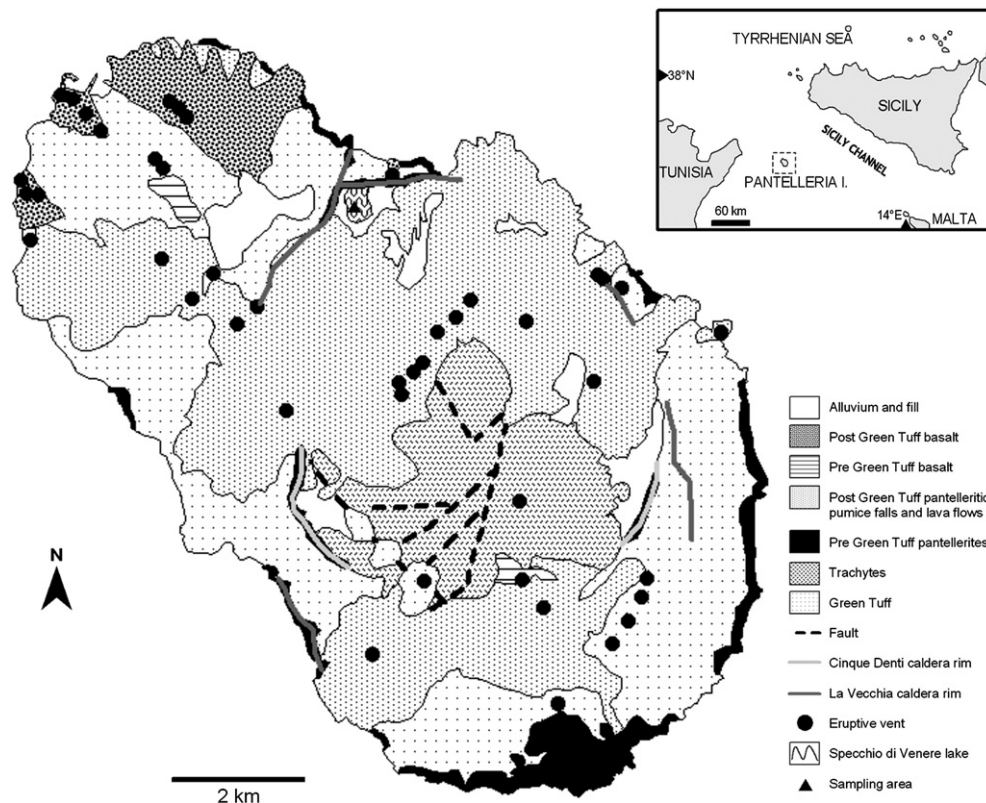 TYRRHENIAN SEA
38°N
SICILY
SICILY CHANNEL
TUNISIA
PANTELLERIA I.
60 km
14°E
MALTA
Alluvium and fill
Post Green Tuff basalt
Pre Green Tuff basalt
Post Green Tuff pantelleritic
pumice falls and lava flows
Pre Green Tuff pantellerites
Trachytes
Green Tuff
Fault
Cinque Denti caldera rim
La Vecchia caldera rim
Eruptive vent
Specchio di Venere lake
Sampling area
N
2 km